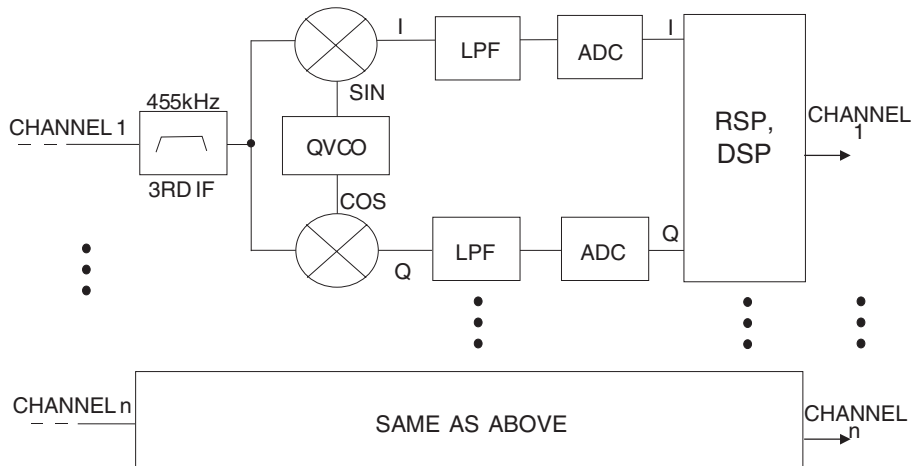 I
LPF
ADC
I
455kHz
SIN
CHANNEL 1
QVCO
RSP,
DSP
CHANNEL
1
3RD IF
COS
Q
LPF
ADC
Q
CHANNEL n
SAME AS ABOVE
CHANNEL
n